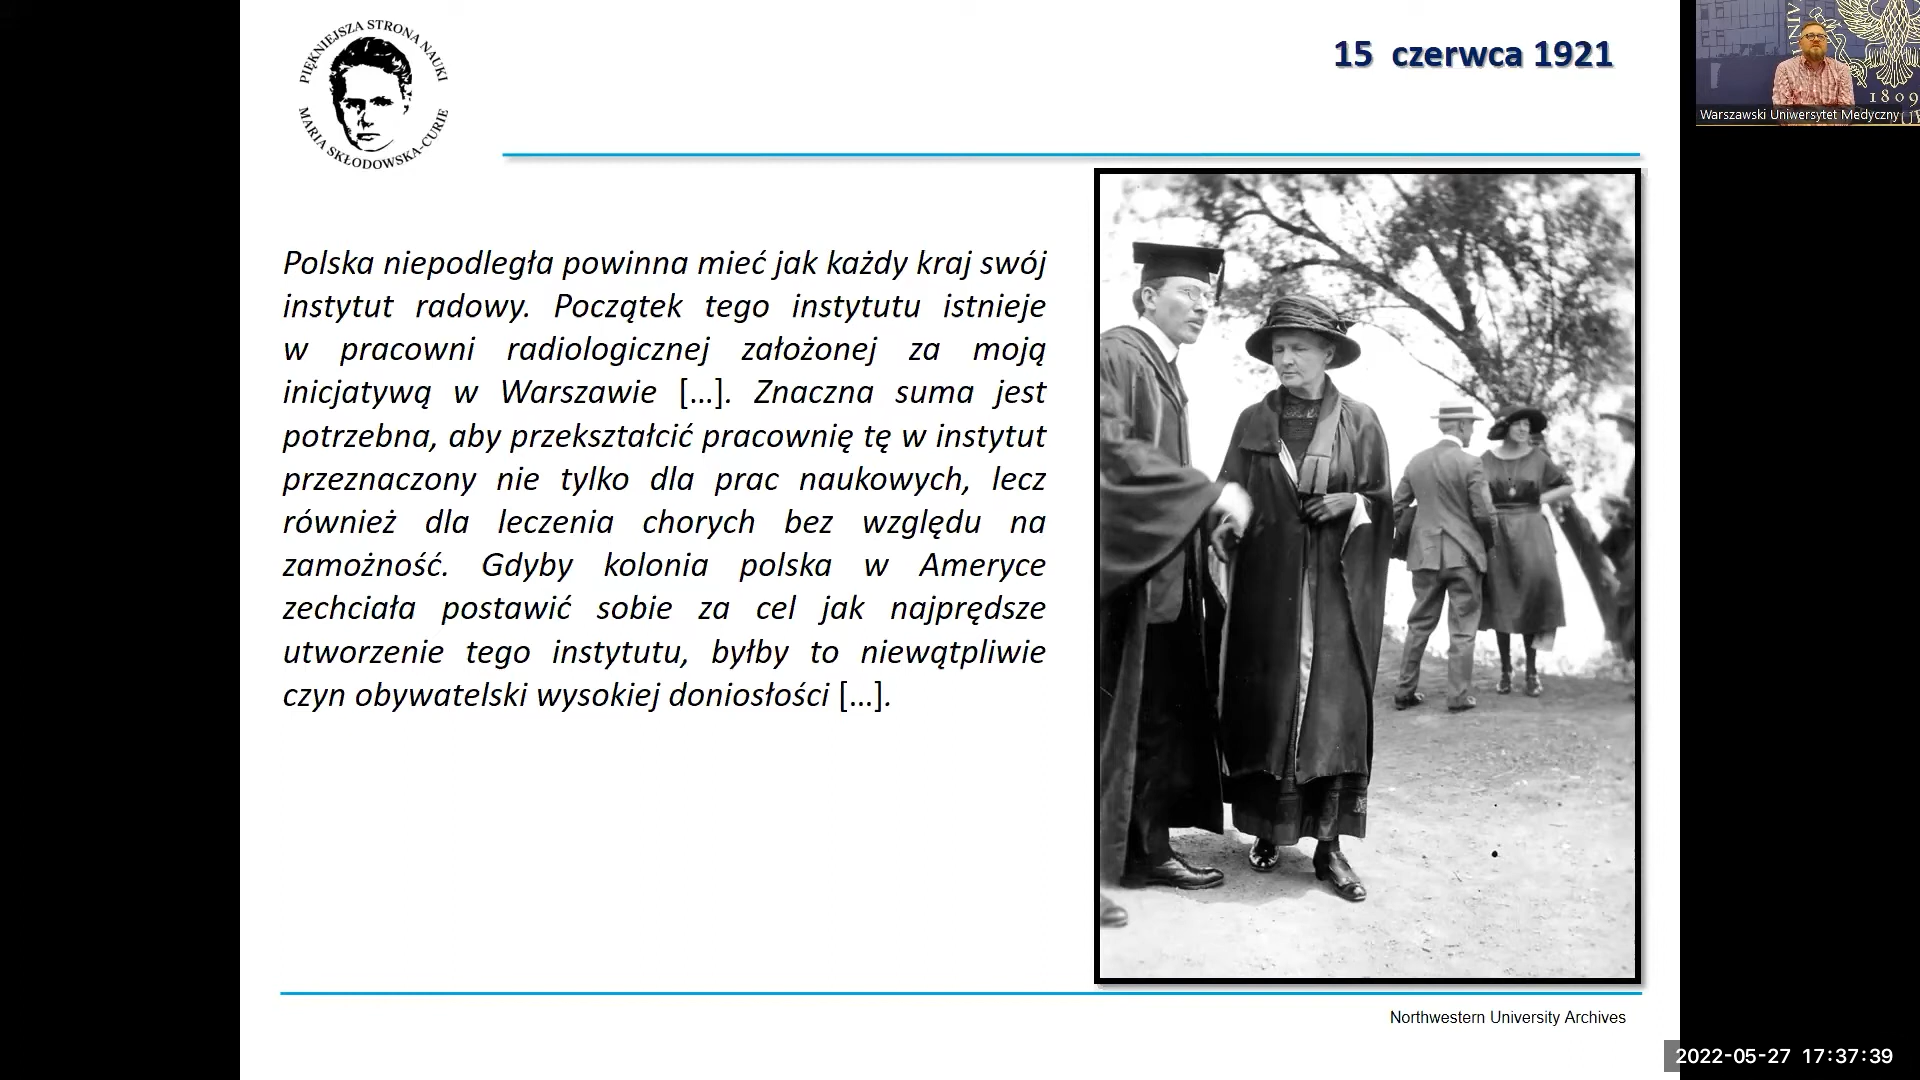 PIĘKNIEJSZA STRONA NAUKI
MARIA SKŁODOWSKA-CURIE
15 czerwca 1921
1809
Warszawski Uniwersytet Medyczny
Polska niepodległa powinna mieć jak każdy kraj swój
instytut radowy. Początek tego instytutu istnieje
w pracowni radiologicznej założonej za moją
inicjatywą w Warszawie [...]. Znaczna suma jest
potrzebna, aby przekształcić pracownię tę w instytut
przeznaczony nie tylko dla prac naukowych, lecz
również dla leczenia chorych bez względu na
zamożność. Gdyby kolonia polska w Ameryce
zechciała postawić sobie za cel jak najprędsze
utworzenie tego instytutu, byłby to niewątpliwie
czyn obywatelski wysokiej doniosłości [...].
Northwestern University Archives
2022-05-27 17:37:39